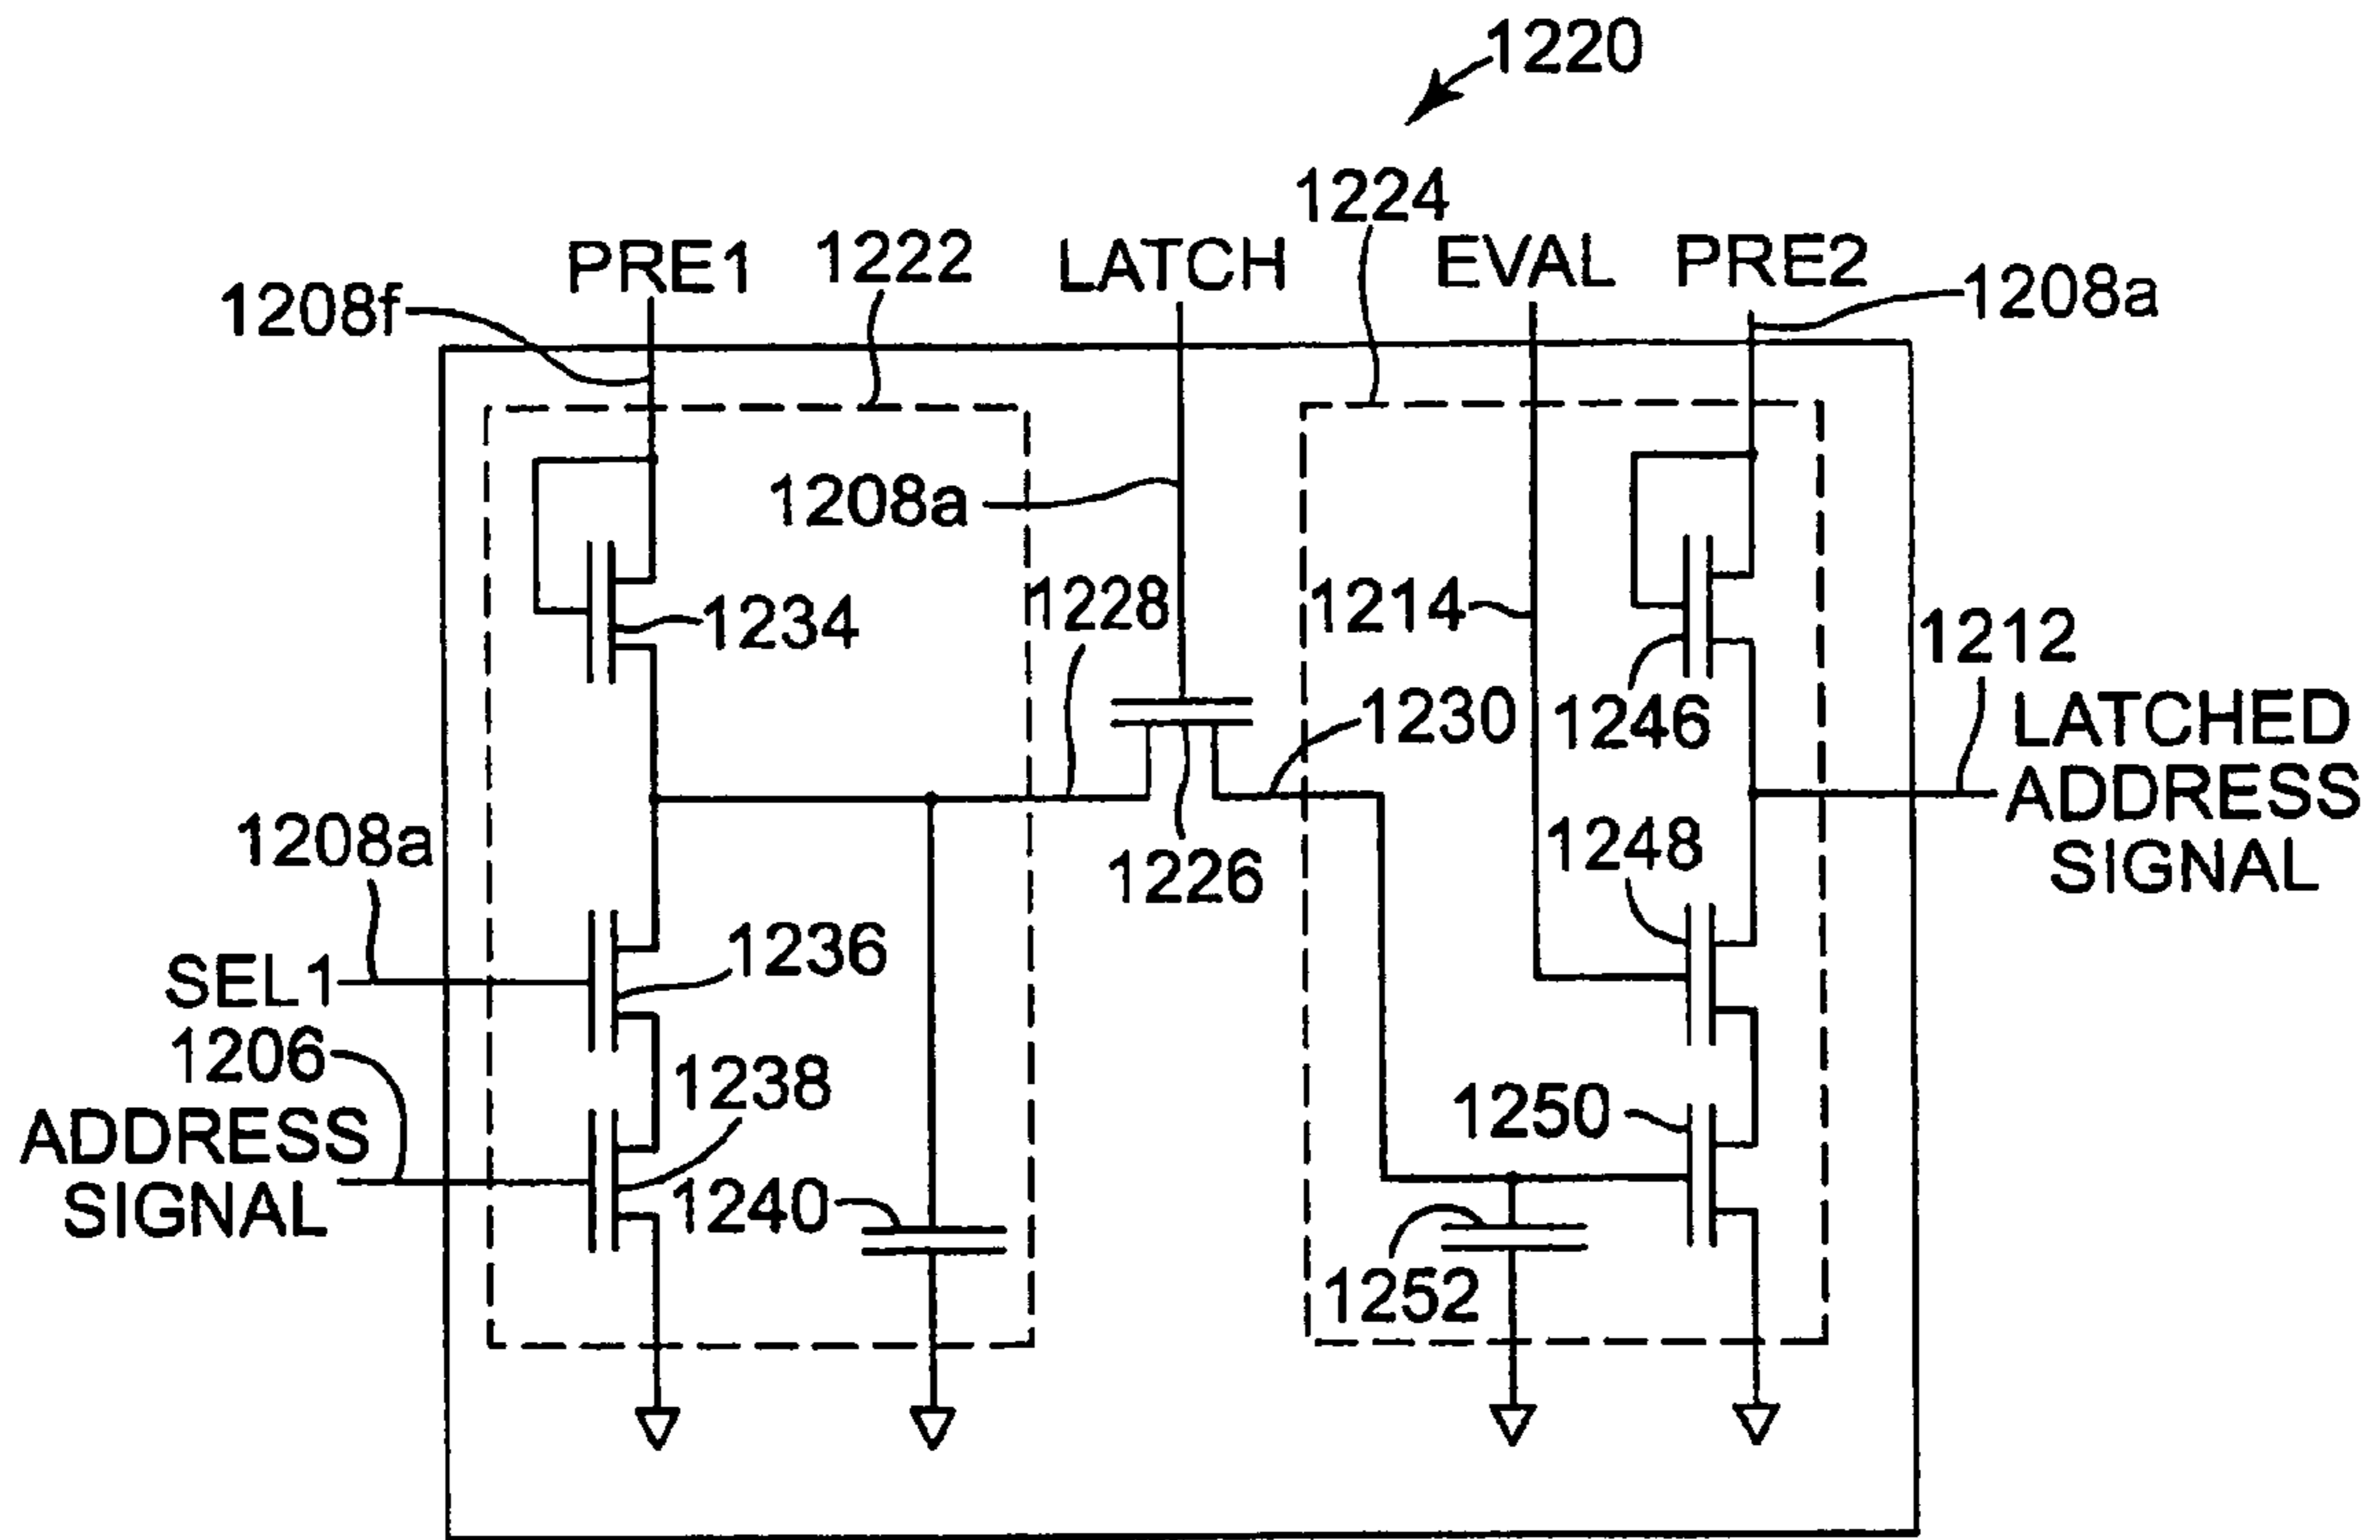 1220
1224
1222
PRE1
LATCH
EVAL
PRE2
1208f
1208a
1208a
1234
1228
1214
1212
1230
1246
LATCHED
ADDRESS
SIGNAL
1208a
1226
1248
SEL1
1236
1206
1238
1250
ADDRESS
SIGNAL
1240
1252